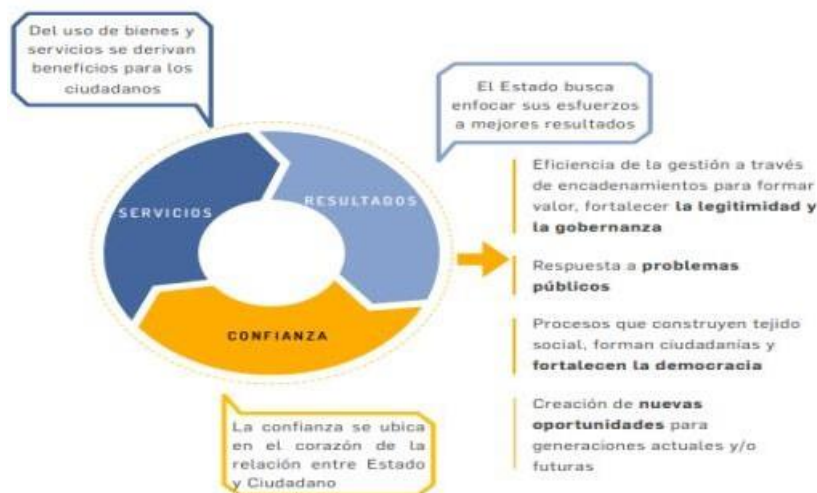 Del uso de bienes y
servicios se derivan
beneficios para los
ciudadanos
El Estado busca
enfocar sus esfuerzos
a mejores resultados
SERVICIOS
RESULTADOS
CONFIANZA
Eficiencia de la gestión a través
de encadenamientos para formar
valor, fortalecer la legitimidad y
la gobernanza
Respuesta a problemas
públicos
Procesos que construyen tejido
social, forman ciudadanías y
fortalecen la democracia
Creación de nuevas
oportunidades para
generaciones actuales y/o
futuras
La confianza se ubica
en el corazón de la
relación entre Estado
y Ciudadano